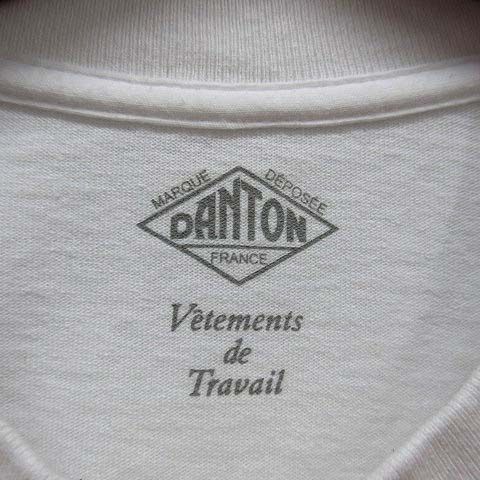 MARQUE DÉPOSÉE
DANTON
FRANCE
Vêtements
de
Travail